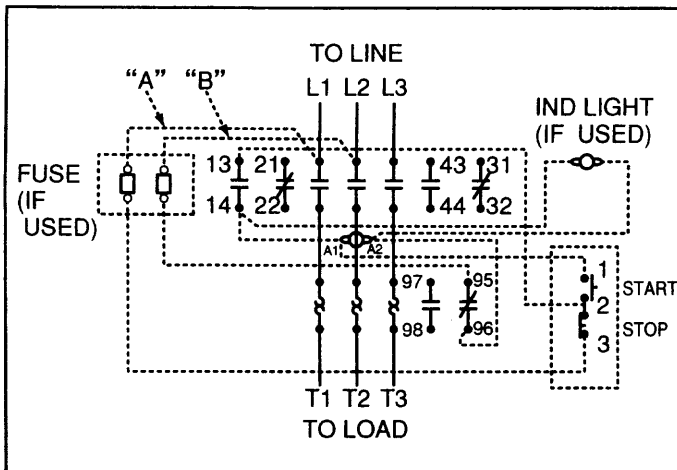 TO LINE
"A" "B" L1 L2 L3
IND LIGHT
(IF USED)
FUSE
(IF
USED)
13 21 43 31
14 22 44 32
A1 A2
97 95
98 96
1
START
2
STOP
3
T1 T2 T3
TO LOAD